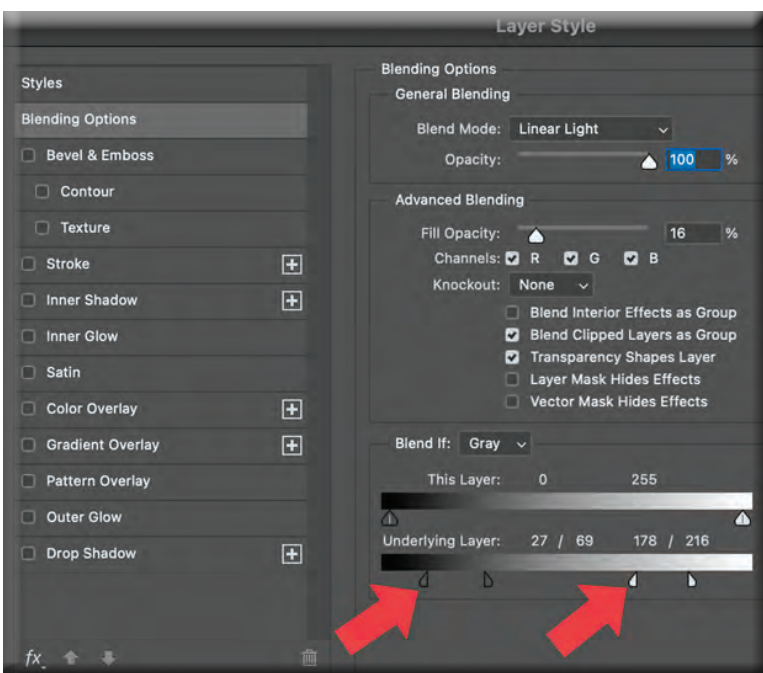 Layer Style
Styles
Blending Options
Bevel & Emboss
Contour
Texture
Stroke
Inner Shadow
Inner Glow
Satin
Color Overlay
Gradient Overlay
Pattern Overlay
Outer Glow
Drop Shadow
fx
Blending Options
General Blending
Blend Mode: Linear Light
Opacity: 100 %
Advanced Blending
Fill Opacity: 16 %
Channels: R G B
Knockout: None
Blend Interior Effects as Group
Blend Clipped Layers as Group
Transparency Shapes Layer
Layer Mask Hides Effects
Vector Mask Hides Effects
Blend If: Gray
This Layer: 0 255
Underlying Layer: 27 / 69 178 / 216